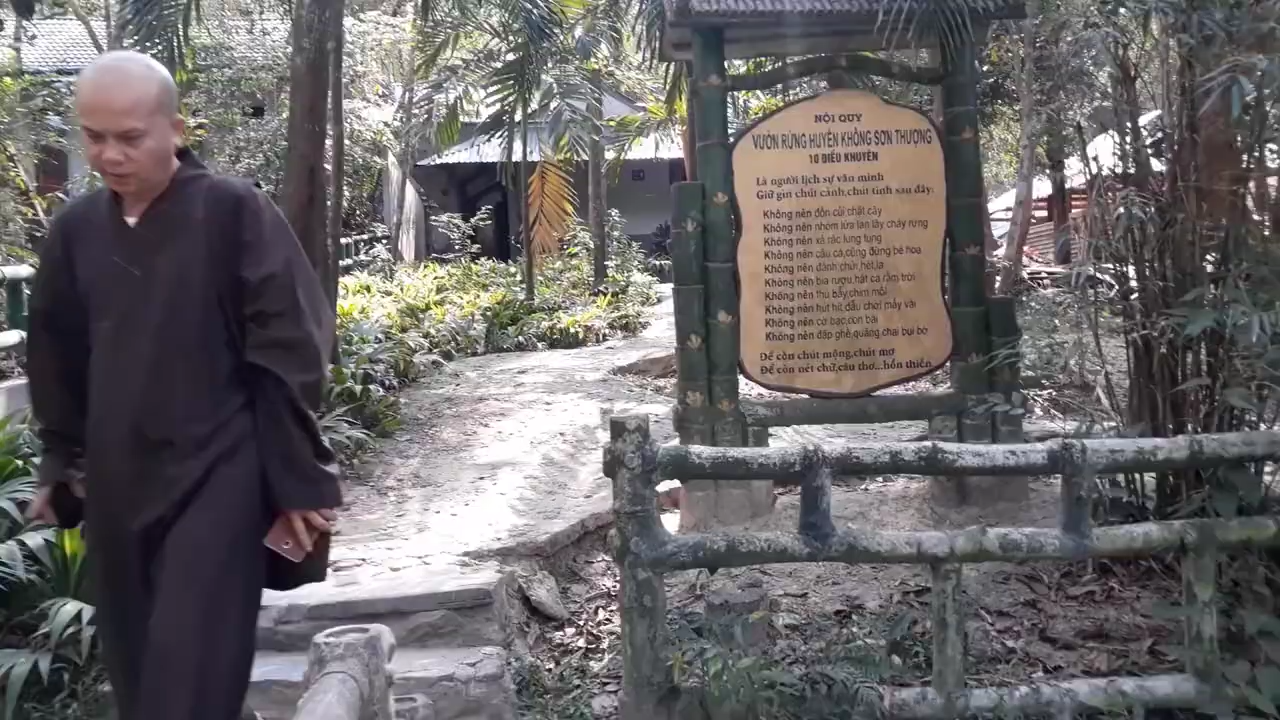 NỘI QUY
VƯỜN RỪNG HUYỀN KHÔNG SƠN THƯỢNG
10 ĐIỀU KHUYÊN
Là người lịch sự văn minh
Giữ gìn chút cảnh,chút tình sau đây:
Không nên đốn củi chặt cây
Không nên nhóm lửa lan lây cháy rừng
Không nên xả rác lung tung
Không nên câu cá,cũng đừng bẻ hoa
Không nên đánh chửi,hét,la
Không nên bia rượu,hát ca rầm trời
Không nên thú bẫy,chim mồi
Không nên hút hít dẫu chơi mấy vài
Không nên cờ bạc,con bài
Không nên đập ghè,quăng chai bụi bờ
Để còn chút mộng,chút mơ
Để còn nét chữ,câu thơ...hồn thiền